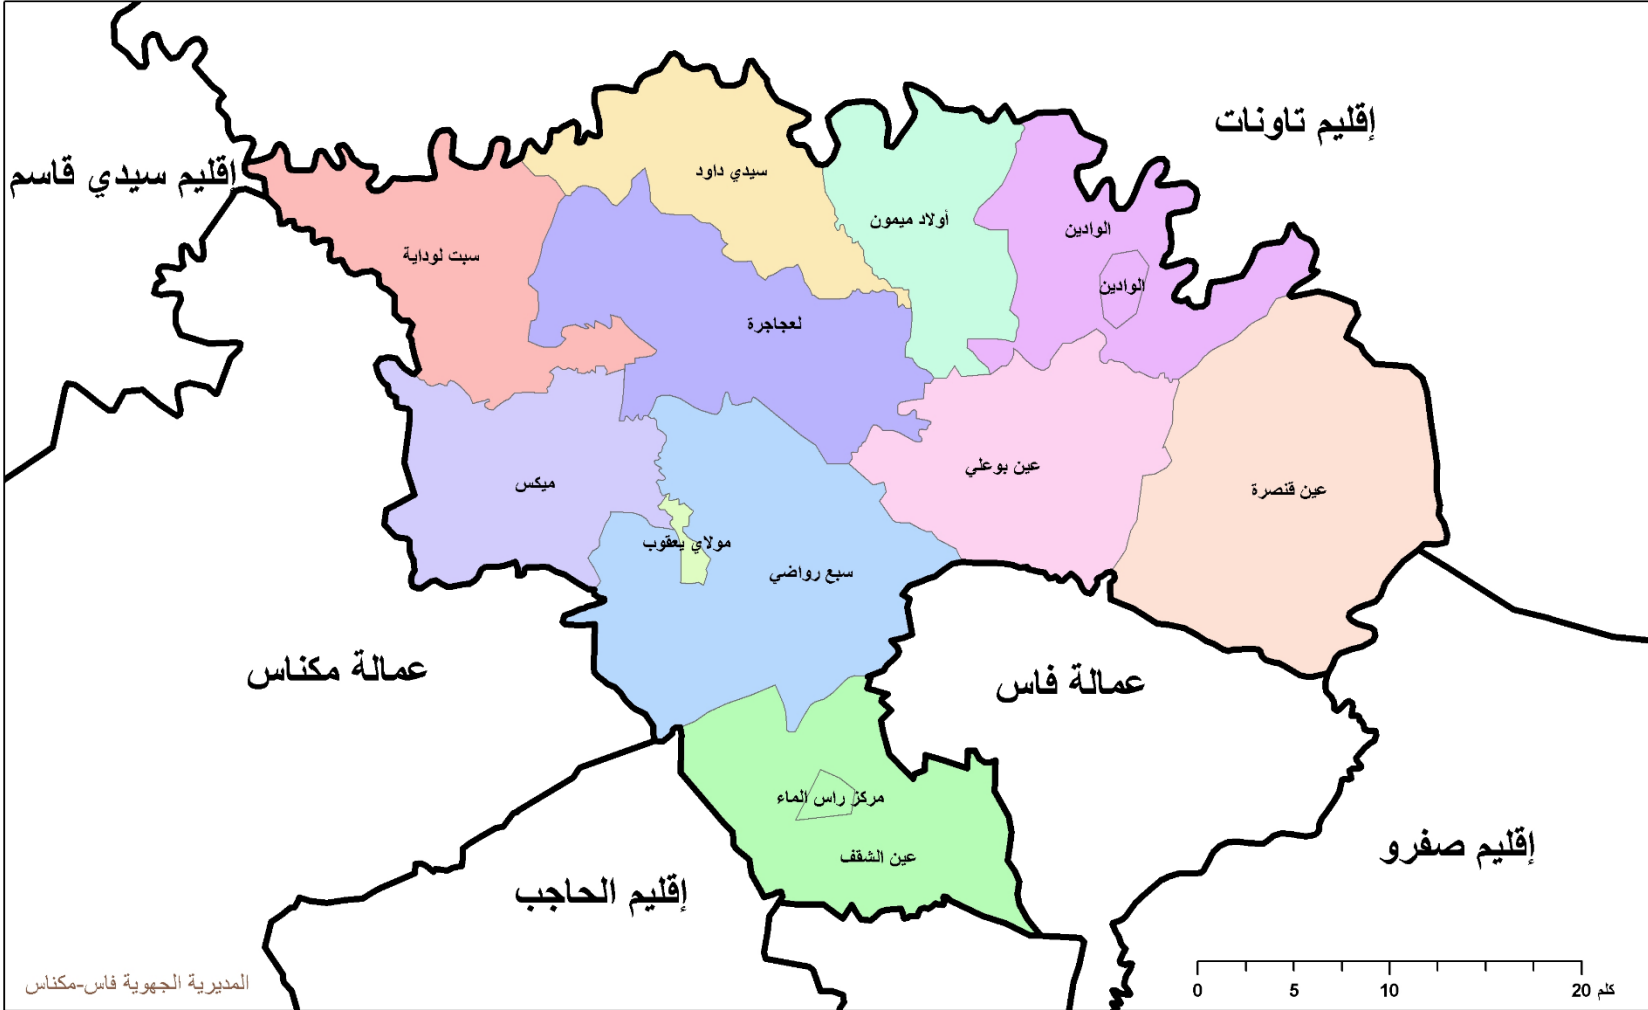 إقليم تاونات
إقليم سيدي قاسم
سيدي داود
أولاد ميمون
الوادين
سبت لوداية
الوادين
لعجاجرة
عين بوعلي
ميكس
عين قنصرة
مولاي يعقوب
سبع رواضي
عمالة مكناس
عمالة فاس
مركز راس الماء
عين الشقف
إقليم صفرو
إقليم الحاجب
المديرية الجهوية فاس-مكناس
0 5 10 20 كلم